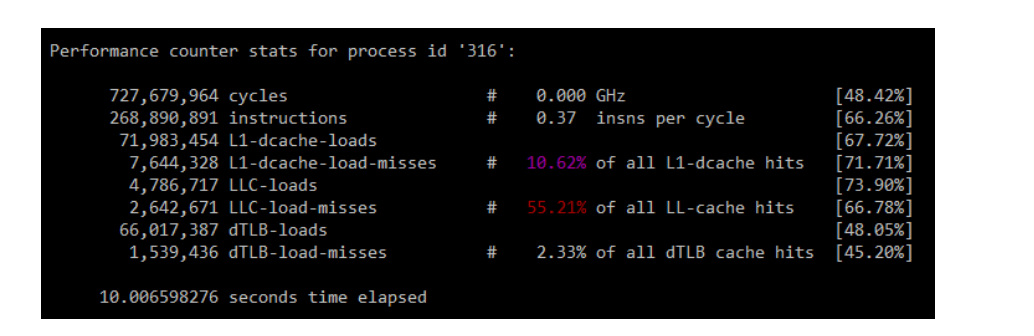 Performance counter stats for process id '316':
727,679,964 cycles # 0.000 GHz [48.42%]
268,890,891 instructions # 0.37 insns per cycle [66.26%]
71,983,454 L1-dcache-loads [67.72%]
7,644,328 L1-dcache-load-misses # 10.62% of all L1-dcache hits [71.71%]
4,786,717 LLC-loads [73.90%]
2,642,671 LLC-load-misses # 55.21% of all LL-cache hits [66.78%]
66,017,387 dTLB-loads [48.05%]
1,539,436 dTLB-load-misses # 2.33% of all dTLB cache hits [45.20%]
10.006598276 seconds time elapsed